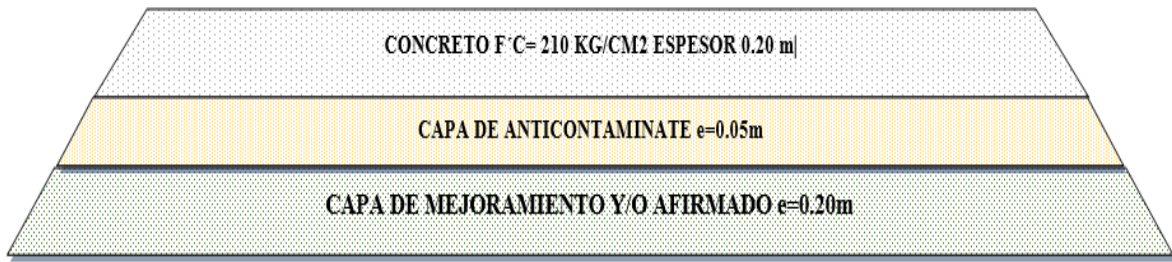 CONCRETO F´C= 210 KG/CM2 ESPESOR 0.20 m
CAPA DE ANTICONTAMINATE e=0.05m
CAPA DE MEJORAMIENTO Y/O AFIRMADO e=0.20m